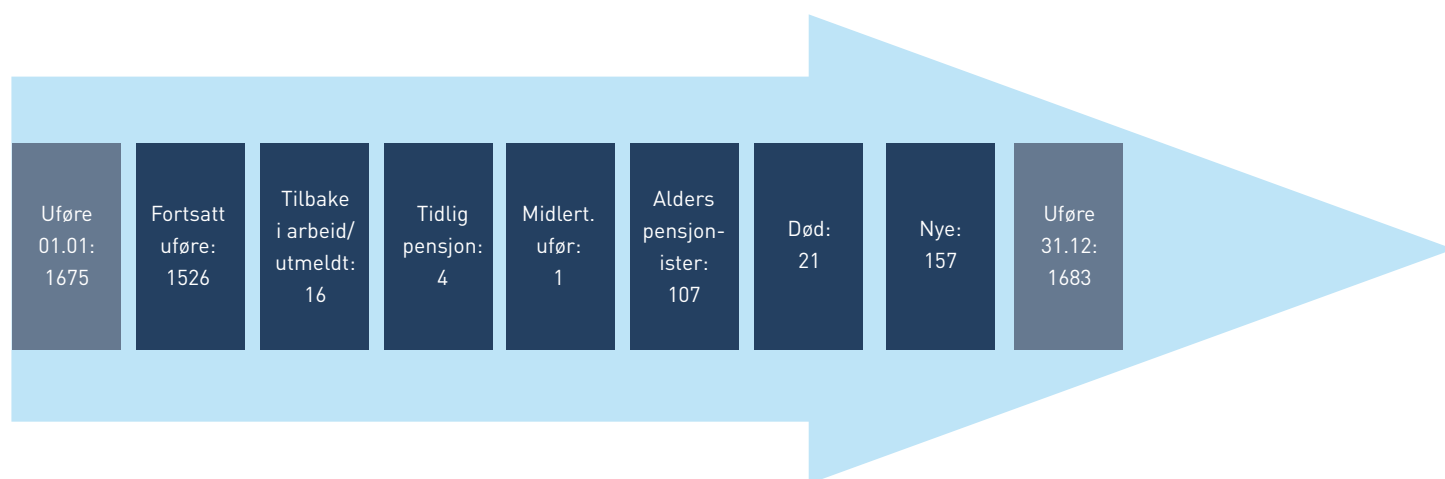 Uføre
01.01:
1675
Fortsatt
uføre:
1526
Tilbake
i arbeid/
utmeldt:
16
Tidlig
pensjon:
4
Midlert.
ufør:
1
Alders
pensjon-
ister:
107
Død:
21
Nye:
157
Uføre
31.12:
1683